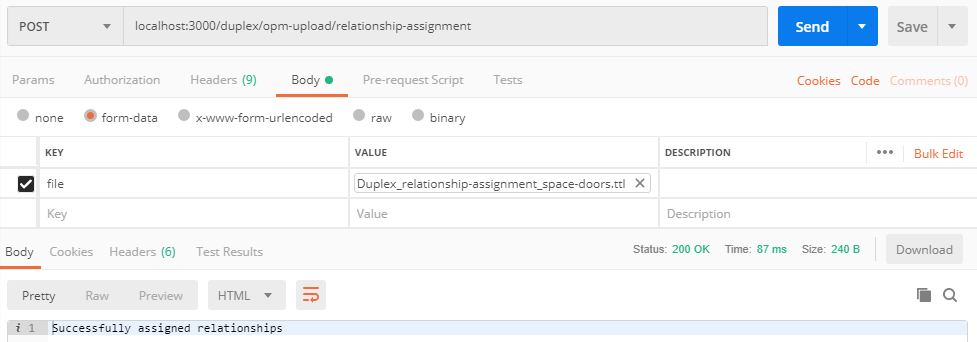 POST localhost:3000/duplex/opm-upload/relationship-assignment Send Save
Params Authorization Headers (9) Body Pre-request Script Tests Cookies Code Comments (0)
none form-data x-www-form-urlencoded raw binary
KEY VALUE DESCRIPTION ••• Bulk Edit
file Duplex_relationship-assignment_space-doors.ttl ✕
Key Value Description
Body Cookies Headers (6) Test Results Status: 200 OK Time: 87 ms Size: 240 B Download
Pretty Raw Preview HTML
i 1 Successfully assigned relationships